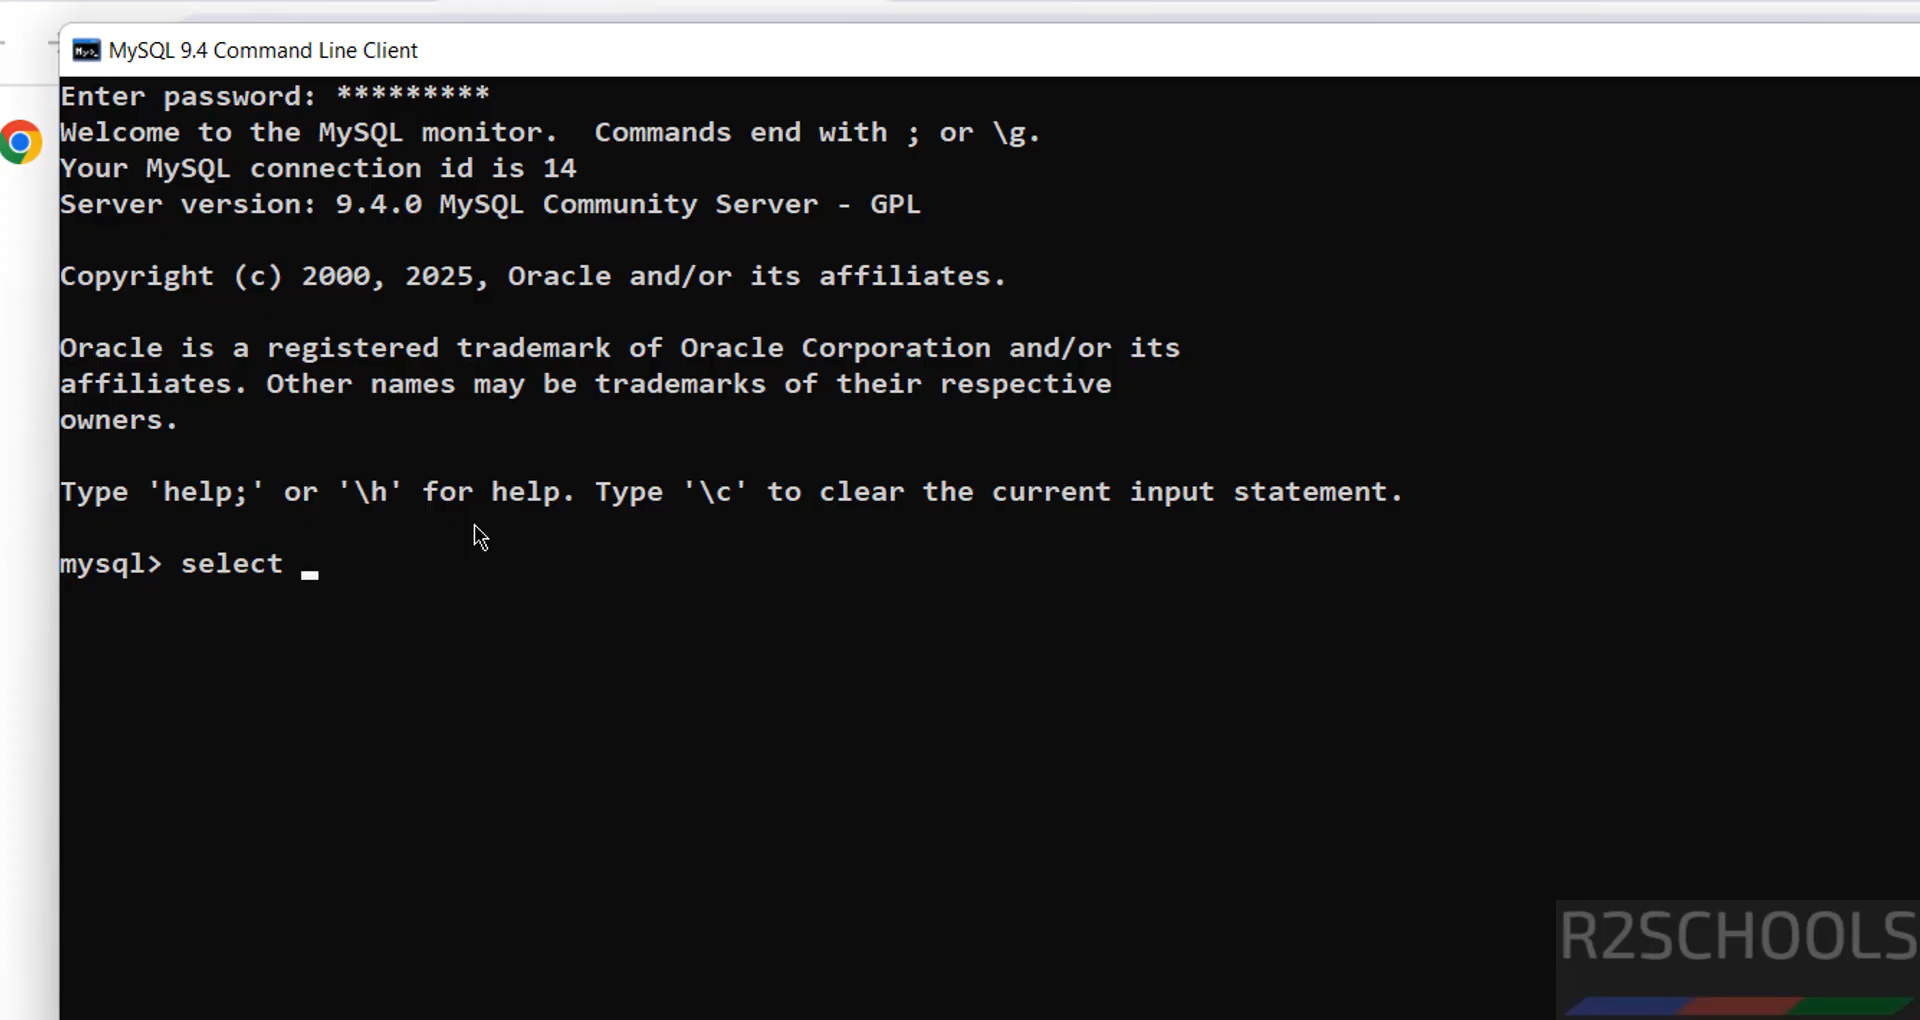 MySQL 9.4 Command Line Client
Enter password: *********
Welcome to the MySQL monitor.  Commands end with ; or \g.
Your MySQL connection id is 14
Server version: 9.4.0 MySQL Community Server - GPL
Copyright (c) 2000, 2025, Oracle and/or its affiliates.
Oracle is a registered trademark of Oracle Corporation and/or its
affiliates. Other names may be trademarks of their respective
owners.
Type 'help;' or '\h' for help. Type '\c' to clear the current input statement.
mysql> select _
R2SCHOOLS